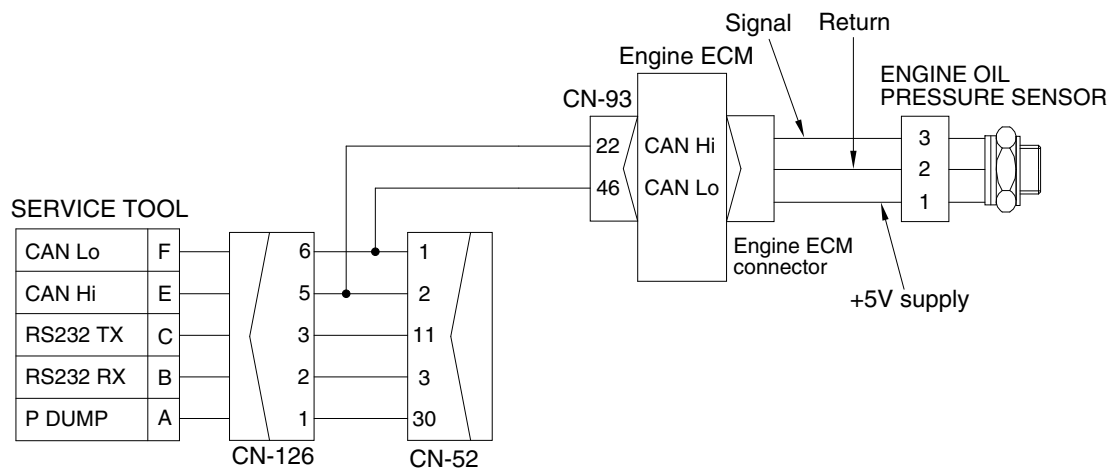 Signal Return
Engine ECM
ENGINE OIL
PRESSURE SENSOR
CN-93
22 CAN Hi 3
46 CAN Lo 2
1
Engine ECM
connector
+5V supply
SERVICE TOOL
CAN Lo F 6 1
CAN Hi E 5 2
RS232 TX C 3 11
RS232 RX B 2 3
P DUMP A 1 30
CN-126 CN-52